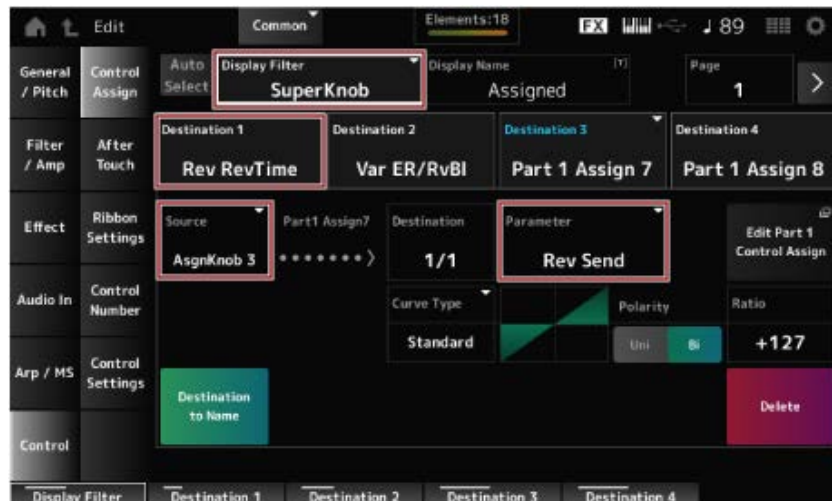 Edit
Common
Elements:18
FX
89
General / Pitch
Control Assign
Auto Select
Display Filter
SuperKnob
Display Name
[T]
Assigned
Page
1
Filter / Amp
After Touch
Destination 1
Rev RevTime
Destination 2
Var ER/RvBl
Destination 3
Part 1 Assign 7
Destination 4
Part 1 Assign 8
Effect
Ribbon Settings
Source
AsgnKnob 3
Part1 Assign7
Destination
1/1
Parameter
Rev Send
Edit Part 1
Control Assign
Audio In
Control Number
Curve Type
Standard
Polarity
Uni
Bi
Ratio
+127
Arp / MS
Control Settings
Destination
to Name
Delete
Control
Display Filter
Destination 1
Destination 2
Destination 3
Destination 4